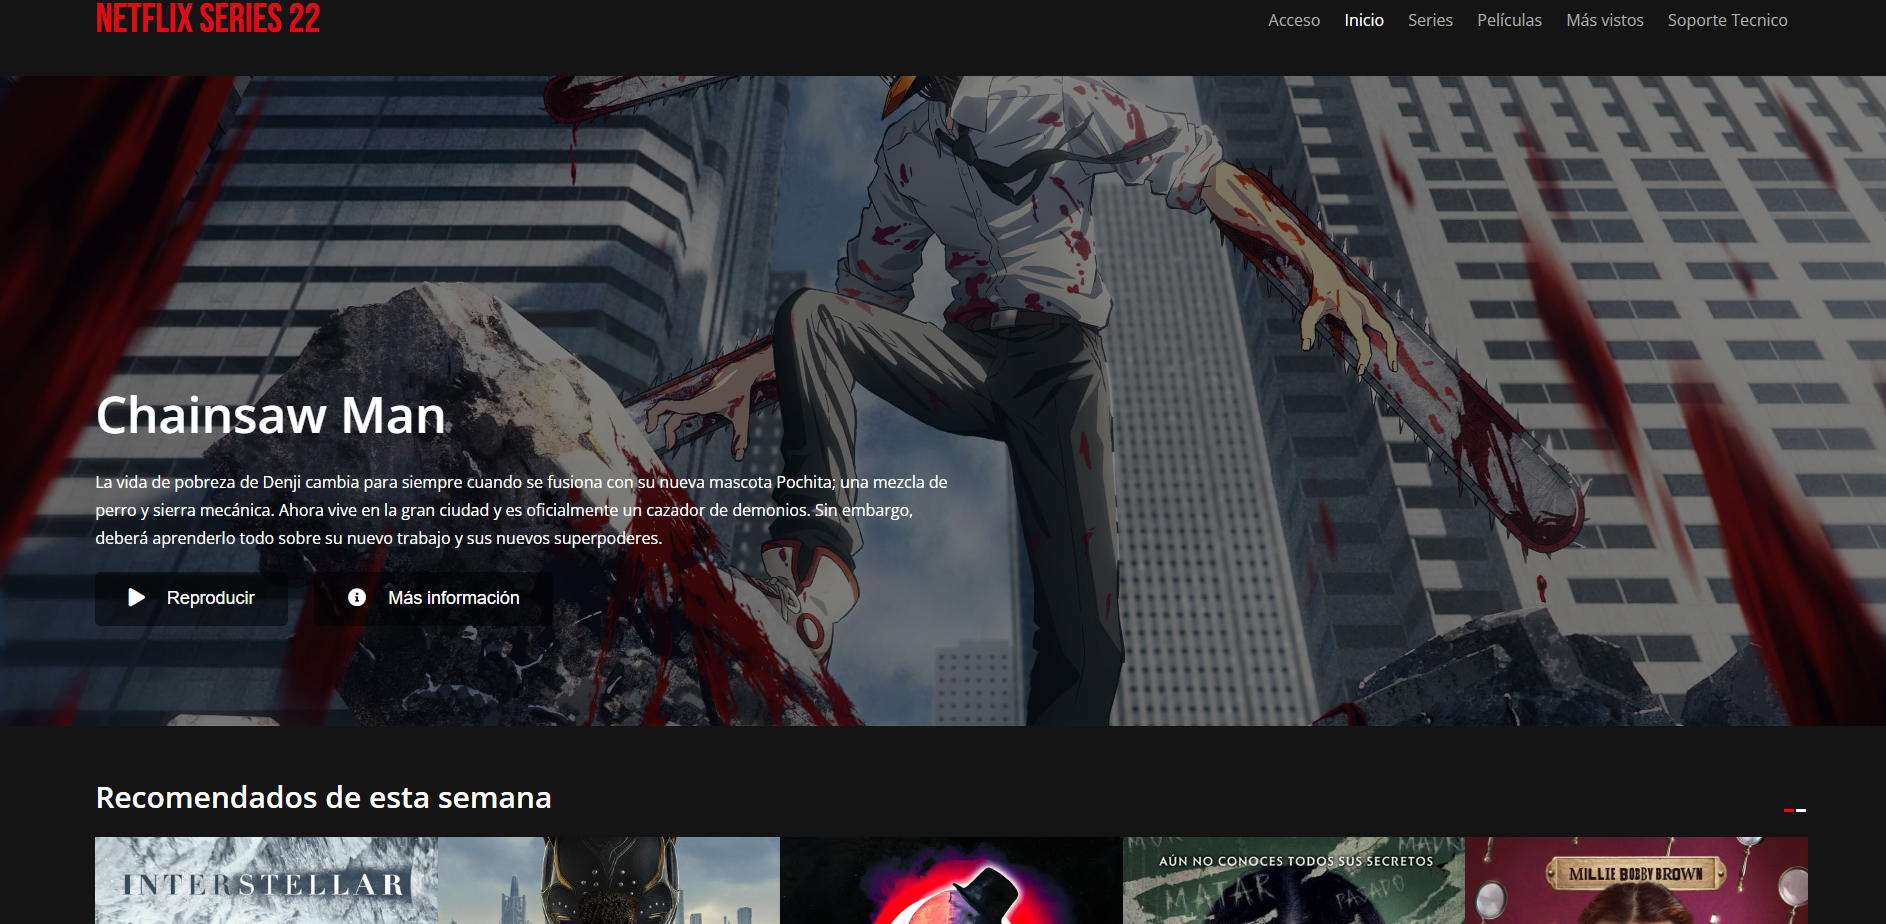 NETFLIX SERIES 22
Acceso Inicio Series Películas Más vistos Soporte Tecnico
Chainsaw Man
La vida de pobreza de Denji cambia para siempre cuando se fusiona con su nueva mascota Pochita; una mezcla de
perro y sierra mecánica. Ahora vive en la gran ciudad y es oficialmente un cazador de demonios. Sin embargo,
deberá aprenderlo todo sobre su nuevo trabajo y sus nuevos superpoderes.
Reproducir Más información
Recomendados de esta semana
INTERSTELLAR
AÚN NO CONOCES TODOS SUS SECRETOS
MATAR
PASADO
MILLIE BOBBY BROWN